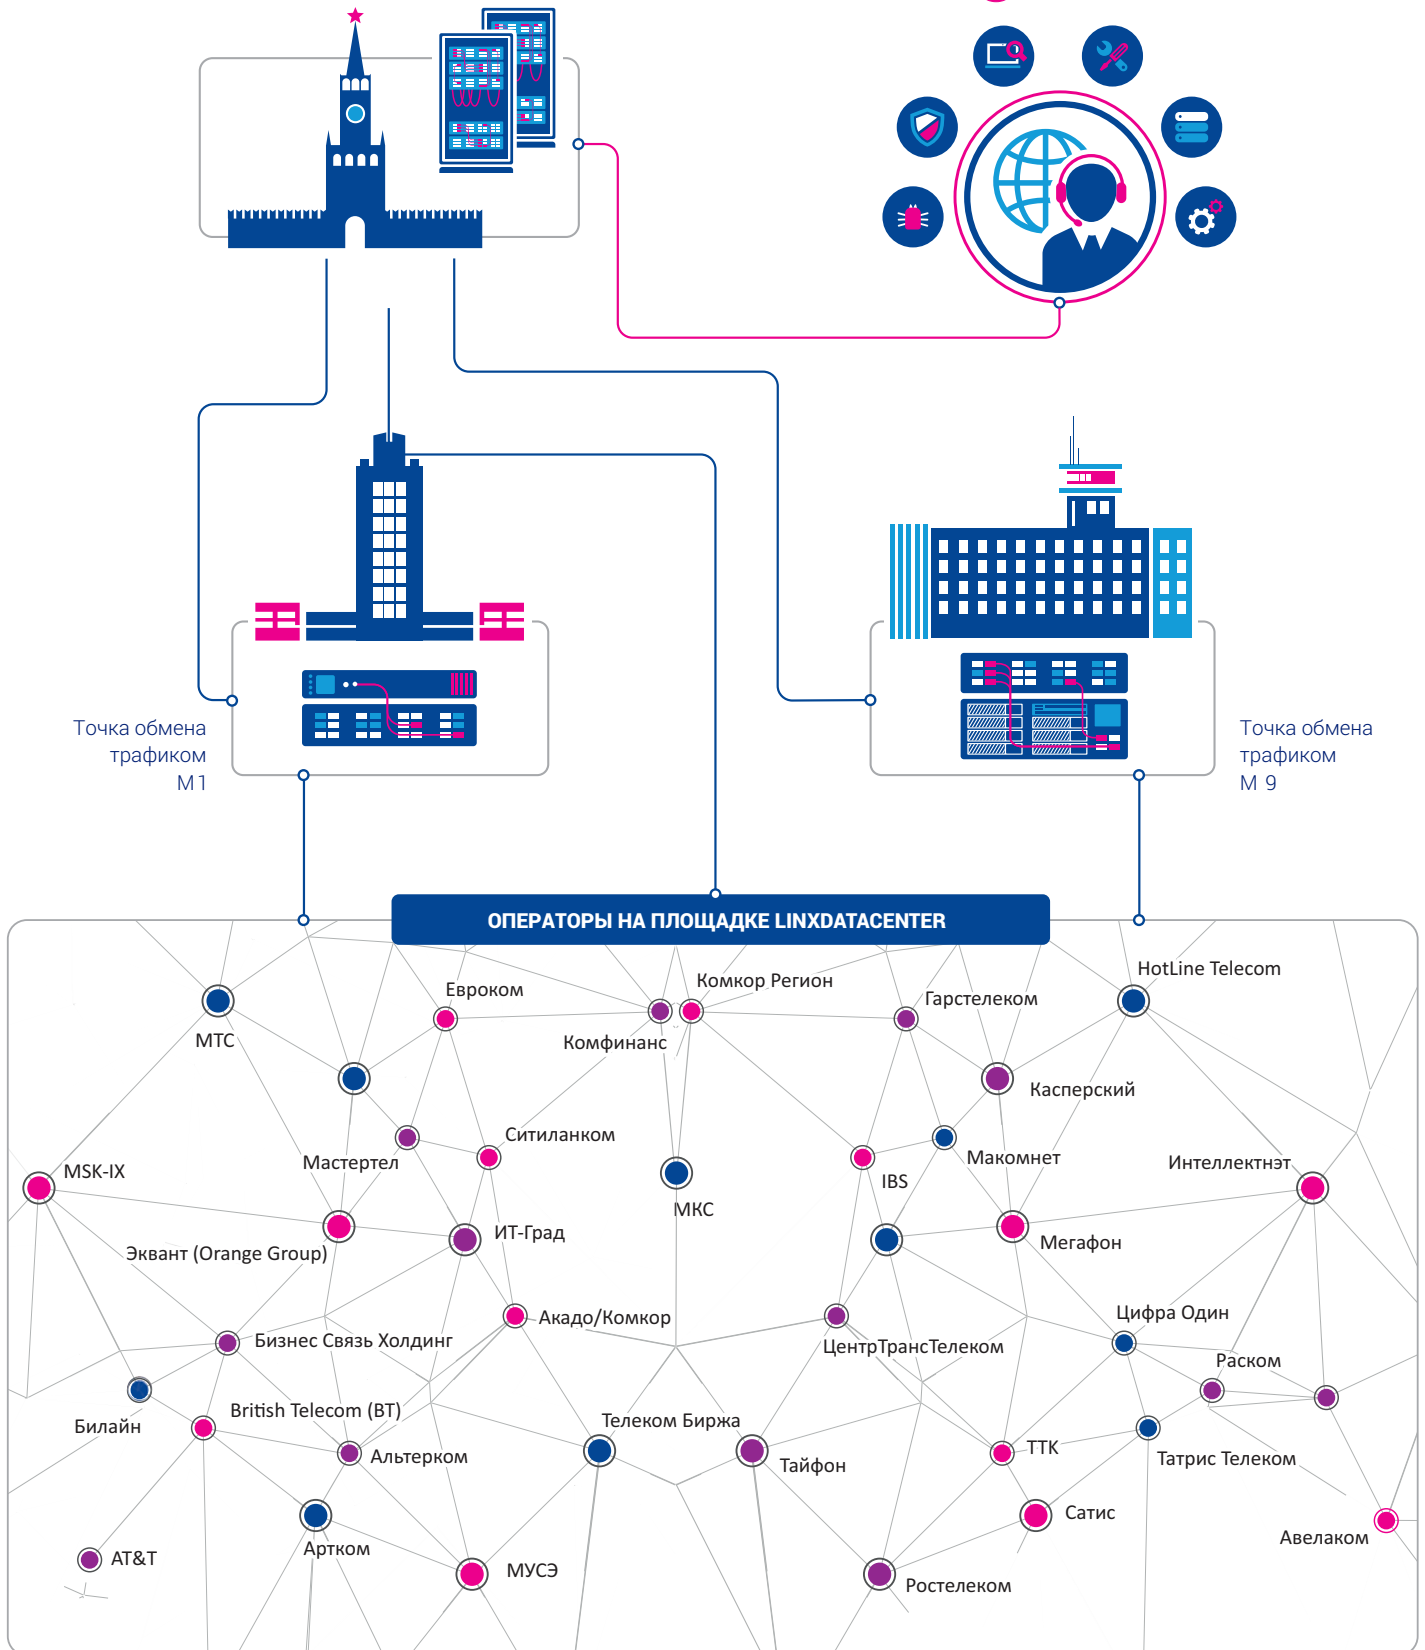 Точка обмена
трафиком
М1
Точка обмена
трафиком
М 9
ОПЕРАТОРЫ НА ПЛОЩАДКЕ LINXDATACENTER
HotLine Telecom
Комкор Регион
Евроком
Гарстелеком
МТС
Комфинанс
Касперский
Ситиланком
Мастертел
Макомнет
Интеллектнэт
MSK-IX
IBS
МКС
ИТ-Град
Мегафон
Эквант (Orange Group)
Цифра Один
Акадо/Комкор
Бизнес Связь Холдинг
ЦентрТрансТелеком
Раском
British Telecom (BT)
Телеком Биржа
Билайн
ТТК
Альтерком
Татрис Телеком
Тайфон
Сатис
Авелаком
Артком
AT&T
МУСЭ
Ростелеком